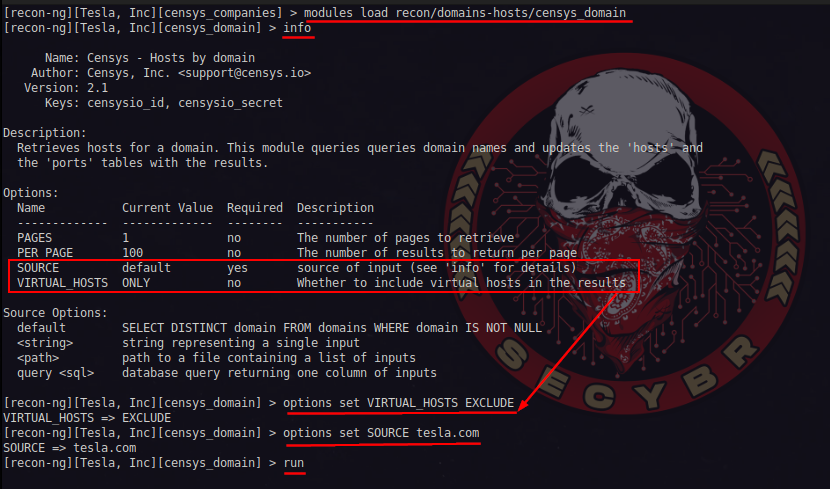 [recon-ng][Tesla, Inc][censys_companies] > modules load recon/domains-hosts/censys_domain
[recon-ng][Tesla, Inc][censys_domain] > info
Name: Censys - Hosts by domain
Author: Censys, Inc. <support@censys.io>
Version: 2.1
Keys: censysio_id, censysio_secret
Description:
Retrieves hosts for a domain. This module queries queries domain names and updates the 'hosts' and
the 'ports' tables with the results.
Options:
Name Current Value Required Description
------------- ------------- -------- -----------
PAGES 1 no The number of pages to retrieve
PER_PAGE 100 no The number of results to return per page
SOURCE default yes source of input (see 'info' for details)
VIRTUAL_HOSTS ONLY no Whether to include virtual hosts in the results
Source Options:
default SELECT DISTINCT domain FROM domains WHERE domain IS NOT NULL
<string> string representing a single input
<path> path to a file containing a list of inputs
query <sql> database query returning one column of inputs
[recon-ng][Tesla, Inc][censys_domain] > options set VIRTUAL_HOSTS EXCLUDE
VIRTUAL_HOSTS => EXCLUDE
[recon-ng][Tesla, Inc][censys_domain] > options set SOURCE tesla.com
SOURCE => tesla.com
[recon-ng][Tesla, Inc][censys_domain] > run
SECYBR